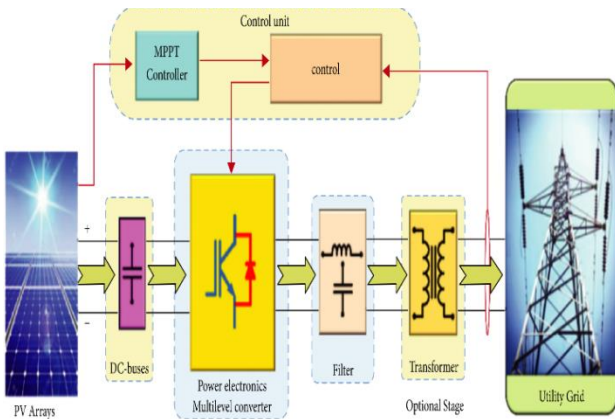 Control unit
MPPT
Controller
control
+
−
DC-buses
Power electronics
Multilevel converter
Filter
Transformer
PV Arrays
Optional Stage
Utility Grid